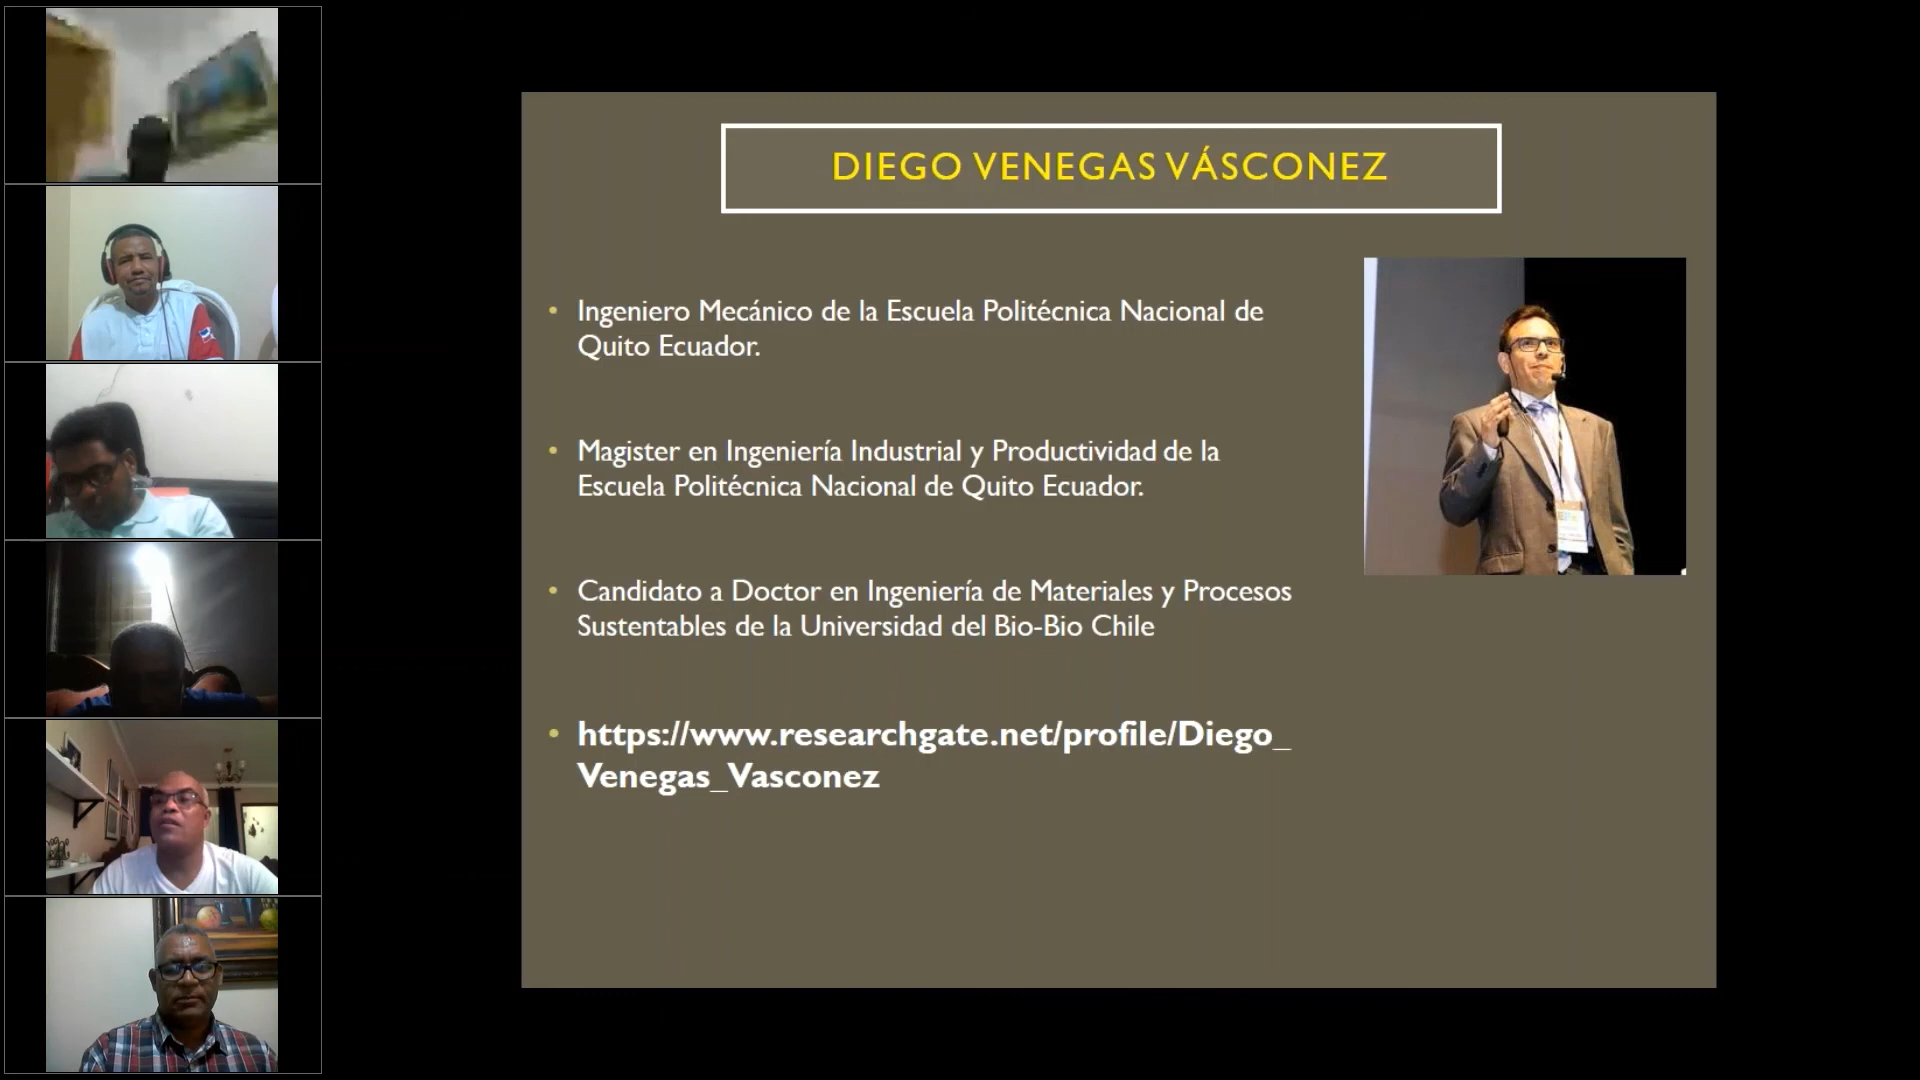 DIEGO VENEGAS VÁSCONEZ
• Ingeniero Mecánico de la Escuela Politécnica Nacional de
Quito Ecuador.
• Magister en Ingeniería Industrial y Productividad de la
Escuela Politécnica Nacional de Quito Ecuador.
• Candidato a Doctor en Ingeniería de Materiales y Procesos
Sustentables de la Universidad del Bio-Bio Chile
• https://www.researchgate.net/profile/Diego_
Venegas_Vasconez